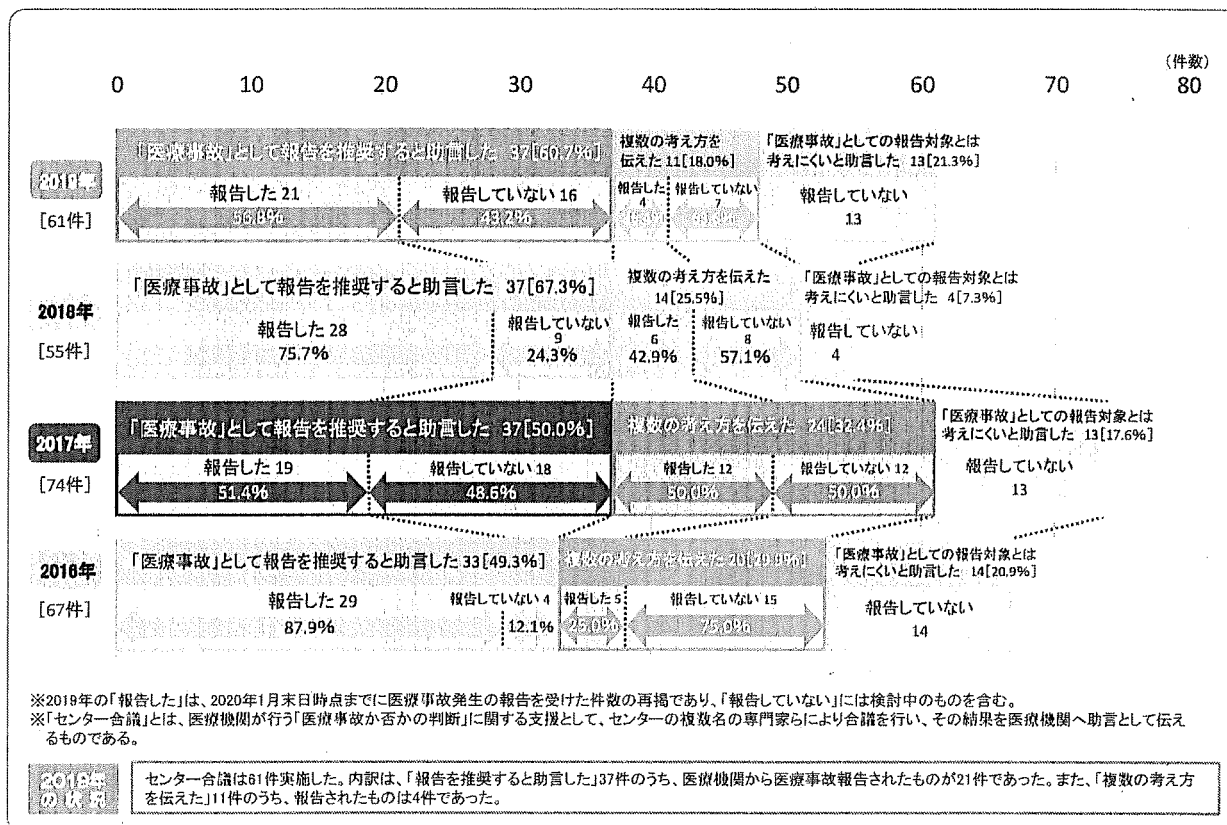 (件数)
0 10 20 30 40 50 60 70 80
2019年
[61件]
「医療事故」として報告を推奨すると助言した 37[60.7%]
報告した 21
56.8%
報告していない 16
43.2%
複数の考え方を
伝えた 11[18.0%]
報告した
4
報告していない
7
「医療事故」としての報告対象とは
考えにくいと助言した 13[21.3%]
報告していない
13
2018年
[55件]
「医療事故」として報告を推奨すると助言した 37[67.3%]
報告した 28
75.7%
報告していない
9
24.3%
複数の考え方を伝えた
14[25.5%]
報告した
6
42.9%
報告していない
8
57.1%
「医療事故」としての報告対象とは
考えにくいと助言した 4[7.3%]
報告していない
4
2017年
[74件]
「医療事故」として報告を推奨すると助言した 37[50.0%]
報告した 19
51.4%
報告していない 18
48.6%
複数の考え方を伝えた 24[32.4%]
報告した 12
50.0%
報告していない 12
50.0%
「医療事故」としての報告対象とは
考えにくいと助言した 13[17.6%]
報告していない
13
2016年
[67件]
「医療事故」として報告を推奨すると助言した 33[49.3%]
報告した 29
87.9%
報告していない 4
12.1%
複数の考え方を伝えた 20[29.9%]
報告した 5
25.0%
報告していない 15
75.0%
「医療事故」としての報告対象とは
考えにくいと助言した 14[20.9%]
報告していない
14
※2019年の「報告した」は、2020年1月末日時点までに医療事故発生の報告を受けた件数の再掲であり、「報告していない」には検討中のものを含む。
※「センター合議」とは、医療機関が行う「医療事故か否かの判断」に関する支援として、センターの複数名の専門家らにより合議を行い、その結果を医療機関へ助言として伝え
るものである。
2019年
の状況
センター合議は61件実施した。内訳は、「報告を推奨すると助言した」37件のうち、医療機関から医療事故報告されたものが21件であった。また、「複数の考え方
を伝えた」11件のうち、報告されたものは4件であった。